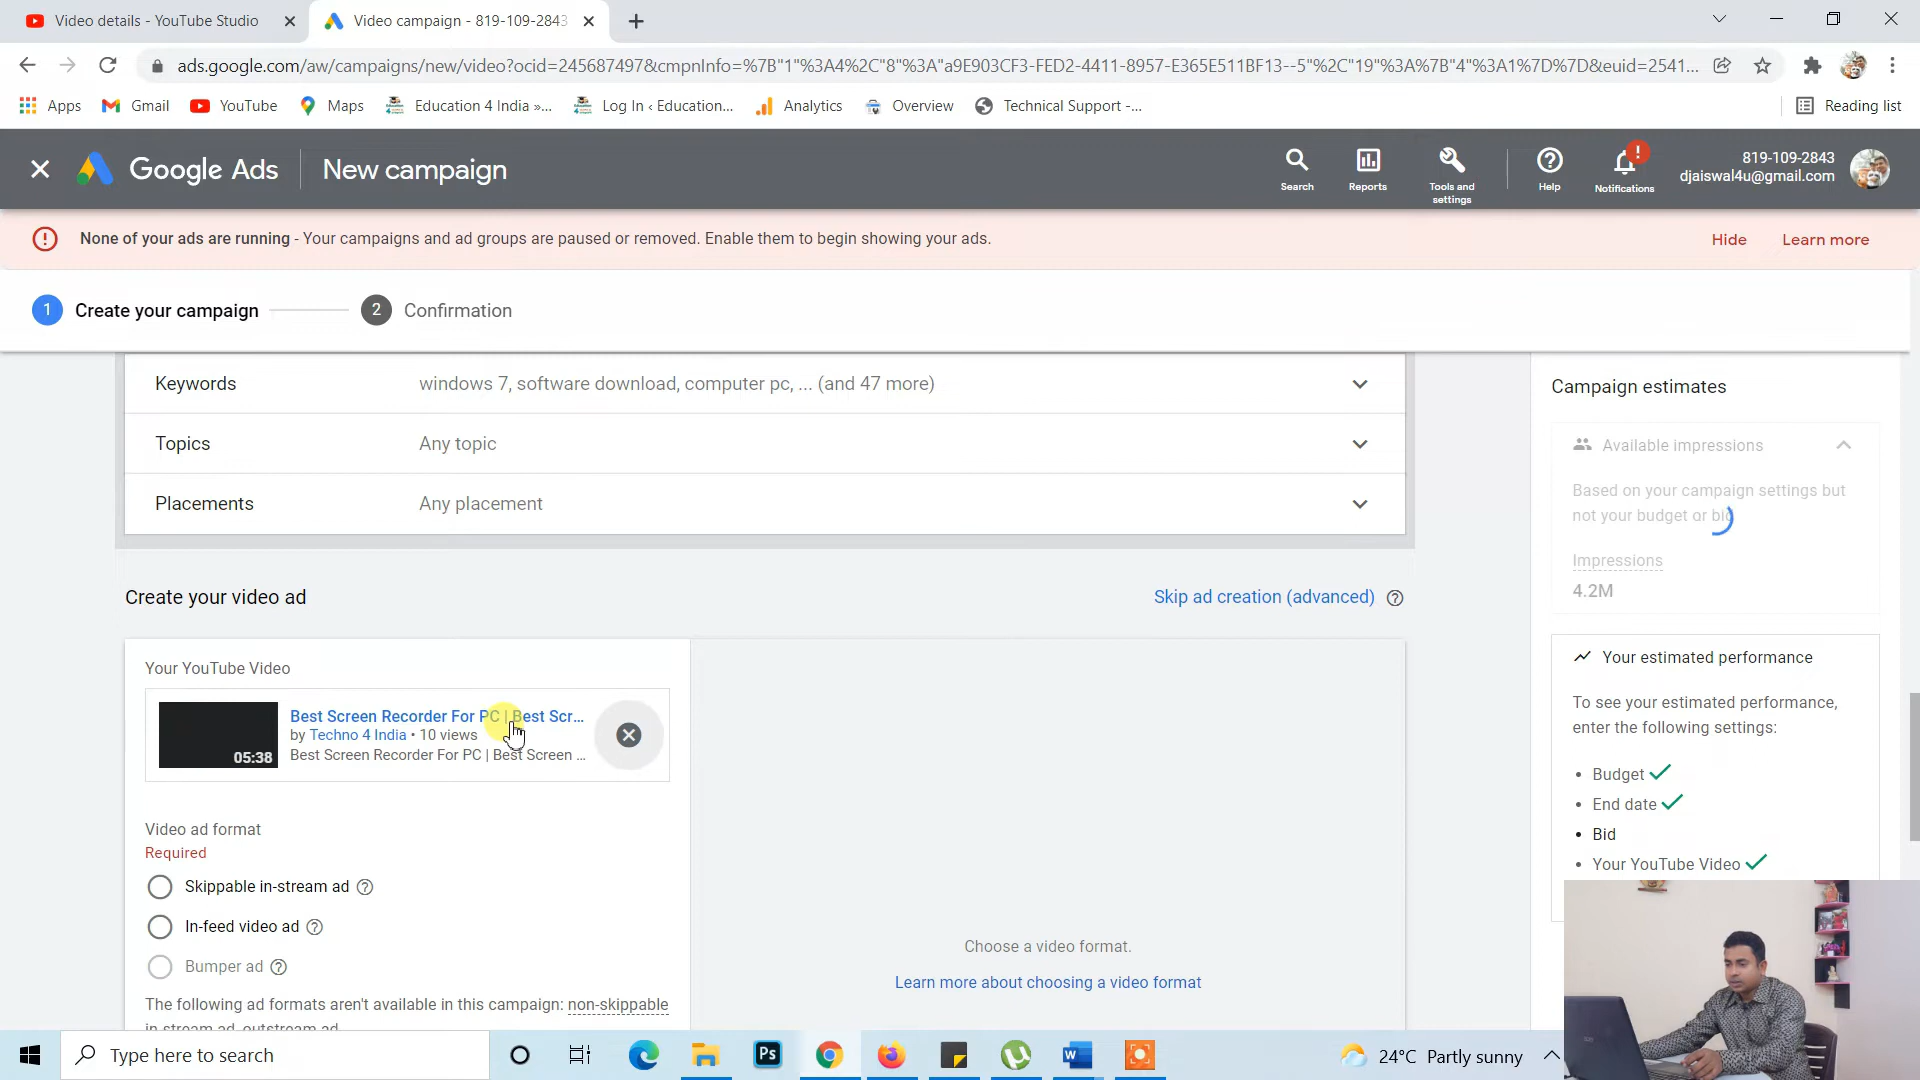 Video details - YouTube Studio
Video campaign - 819-109-2843
ads.google.com/aw/campaigns/new/video?ocid=245687497&cmpnInfo=%7B"1"%3A4%2C"8"%3A"a9E903CF3-FED2-4411-8957-E365E511BF13--5"%2C"19"%3A%7B"4"%3A1%7D%7D&euid=2541...
Apps
Gmail
YouTube
Maps
Education 4 India »...
Log In ‹ Education...
Analytics
Overview
Technical Support -...
Reading list
Google Ads
New campaign
Search
Reports
Tools and settings
Help
Notifications
819-109-2843
djaiswal4u@gmail.com
None of your ads are running - Your campaigns and ad groups are paused or removed. Enable them to begin showing your ads.
Hide
Learn more
1 Create your campaign
2 Confirmation
Keywords
windows 7, software download, computer pc, ... (and 47 more)
Topics
Any topic
Placements
Any placement
Create your video ad
Skip ad creation (advanced)
Your YouTube Video
05:38
Best Screen Recorder For PC | Best Scr...
by Techno 4 India • 10 views
Best Screen Recorder For PC | Best Screen ...
Video ad format
Required
Skippable in-stream ad
In-feed video ad
Bumper ad
The following ad formats aren't available in this campaign: non-skippable
in-stream ad, outstream ad
Choose a video format.
Learn more about choosing a video format
Campaign estimates
Available impressions
Based on your campaign settings but
not your budget or bid
Impressions
4.2M
Your estimated performance
To see your estimated performance,
enter the following settings:
• Budget
• End date
• Bid
• Your YouTube Video
Type here to search
Ps
24°C Partly sunny